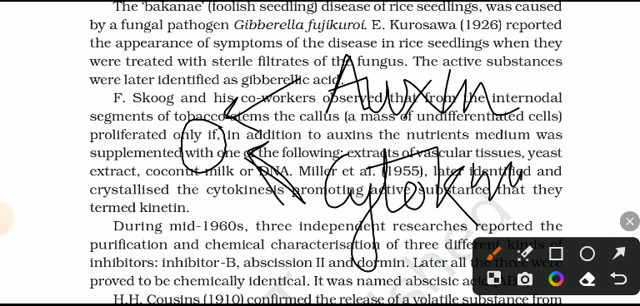 The 'bakanae' (foolish seedling) disease of rice seedlings, was caused
by a fungal pathogen Gibberella fujikuroi. E. Kurosawa (1926) reported
the appearance of symptoms of the disease in rice seedlings when they
were treated with sterile filtrates of the fungus. The active substances
were later identified as gibberellic acid.
F. Skoog and his co-workers observed that from the internodal
segments of tobacco stems the callus (a mass of undifferentiated cells)
proliferated only if, in addition to auxins the nutrients medium was
supplemented with one of the following: extracts of vascular tissues, yeast
extract, coconut milk or DNA. Miller et al. (1955), later identified and
crystallised the cytokinesis promoting active substance that they
termed kinetin.
During mid-1960s, three independent researches reported the
purification and chemical characterisation of three different kinds of
inhibitors: inhibitor-B, abscission II and dormin. Later all the three were
proved to be chemically identical. It was named abscisic acid
H.H. Cousins (1910) confirmed the release of a volatile substance from
Auxin